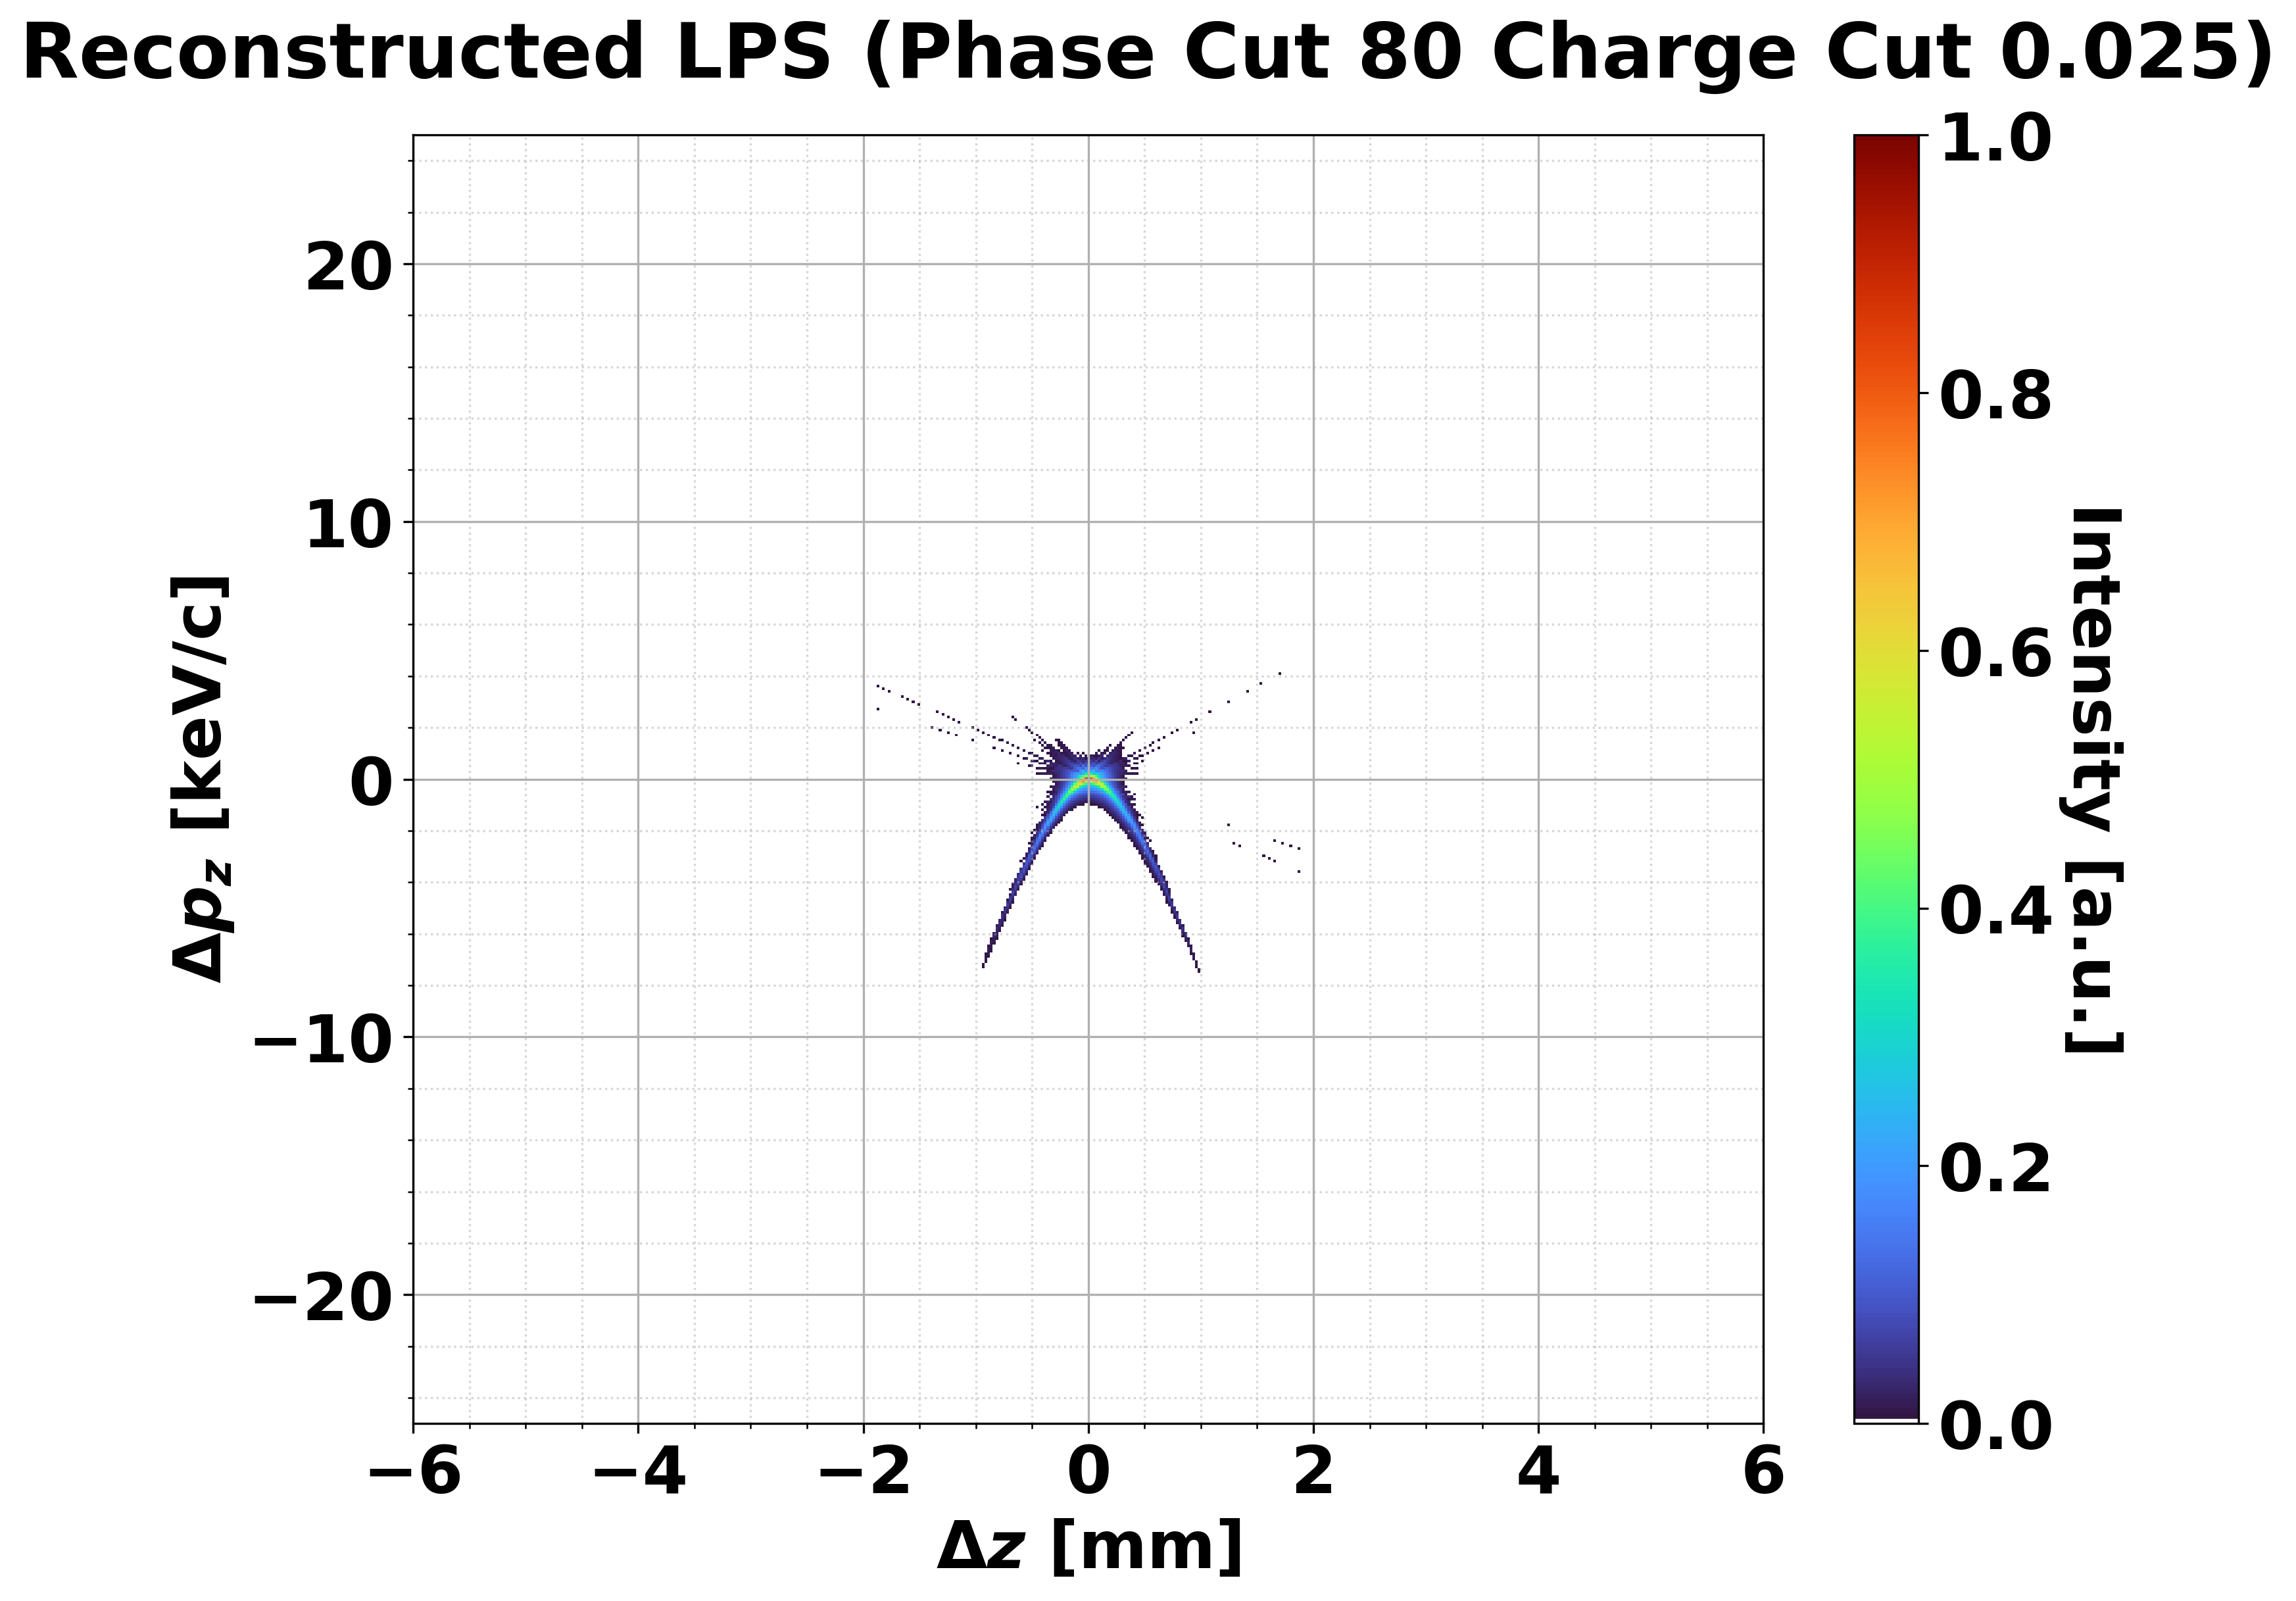 Reconstructed LPS (Phase Cut 80 Charge Cut 0.025)
20
10
0
−10
−20
Δp_z [keV/c]
−6 −4 −2 0 2 4 6
Δz [mm]
1.0
0.8
0.6
0.4
0.2
0.0
Intensity [a.u.]